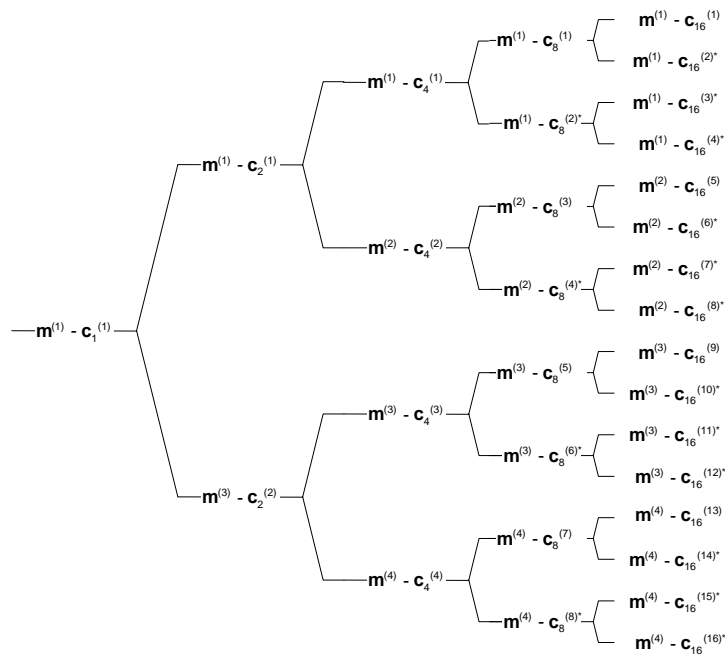 m(1) - c1(1)
m(1) - c2(1)
m(3) - c2(2)
m(1) - c4(1)
m(2) - c4(2)
m(3) - c4(3)
m(4) - c4(4)
m(1) - c8(1)
m(1) - c8(2)*
m(2) - c8(3)
m(2) - c8(4)*
m(3) - c8(5)
m(3) - c8(6)*
m(4) - c8(7)
m(4) - c8(8)*
m(1) - c16(1)
m(1) - c16(2)*
m(1) - c16(3)*
m(1) - c16(4)*
m(2) - c16(5)
m(2) - c16(6)*
m(2) - c16(7)*
m(2) - c16(8)*
m(3) - c16(9)
m(3) - c16(10)*
m(3) - c16(11)*
m(3) - c16(12)*
m(4) - c16(13)
m(4) - c16(14)*
m(4) - c16(15)*
m(4) - c16(16)*